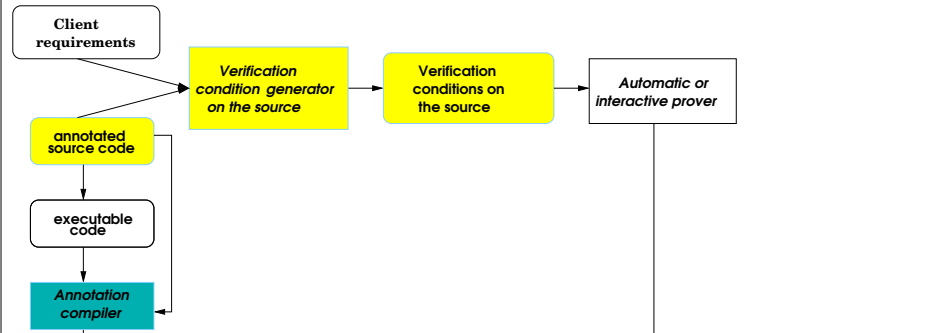 Client
requirements
Verification
condition generator
on the source
Verification
conditions on
the source
Automatic or
interactive prover
annotated
source code
executable
code
Annotation
compiler